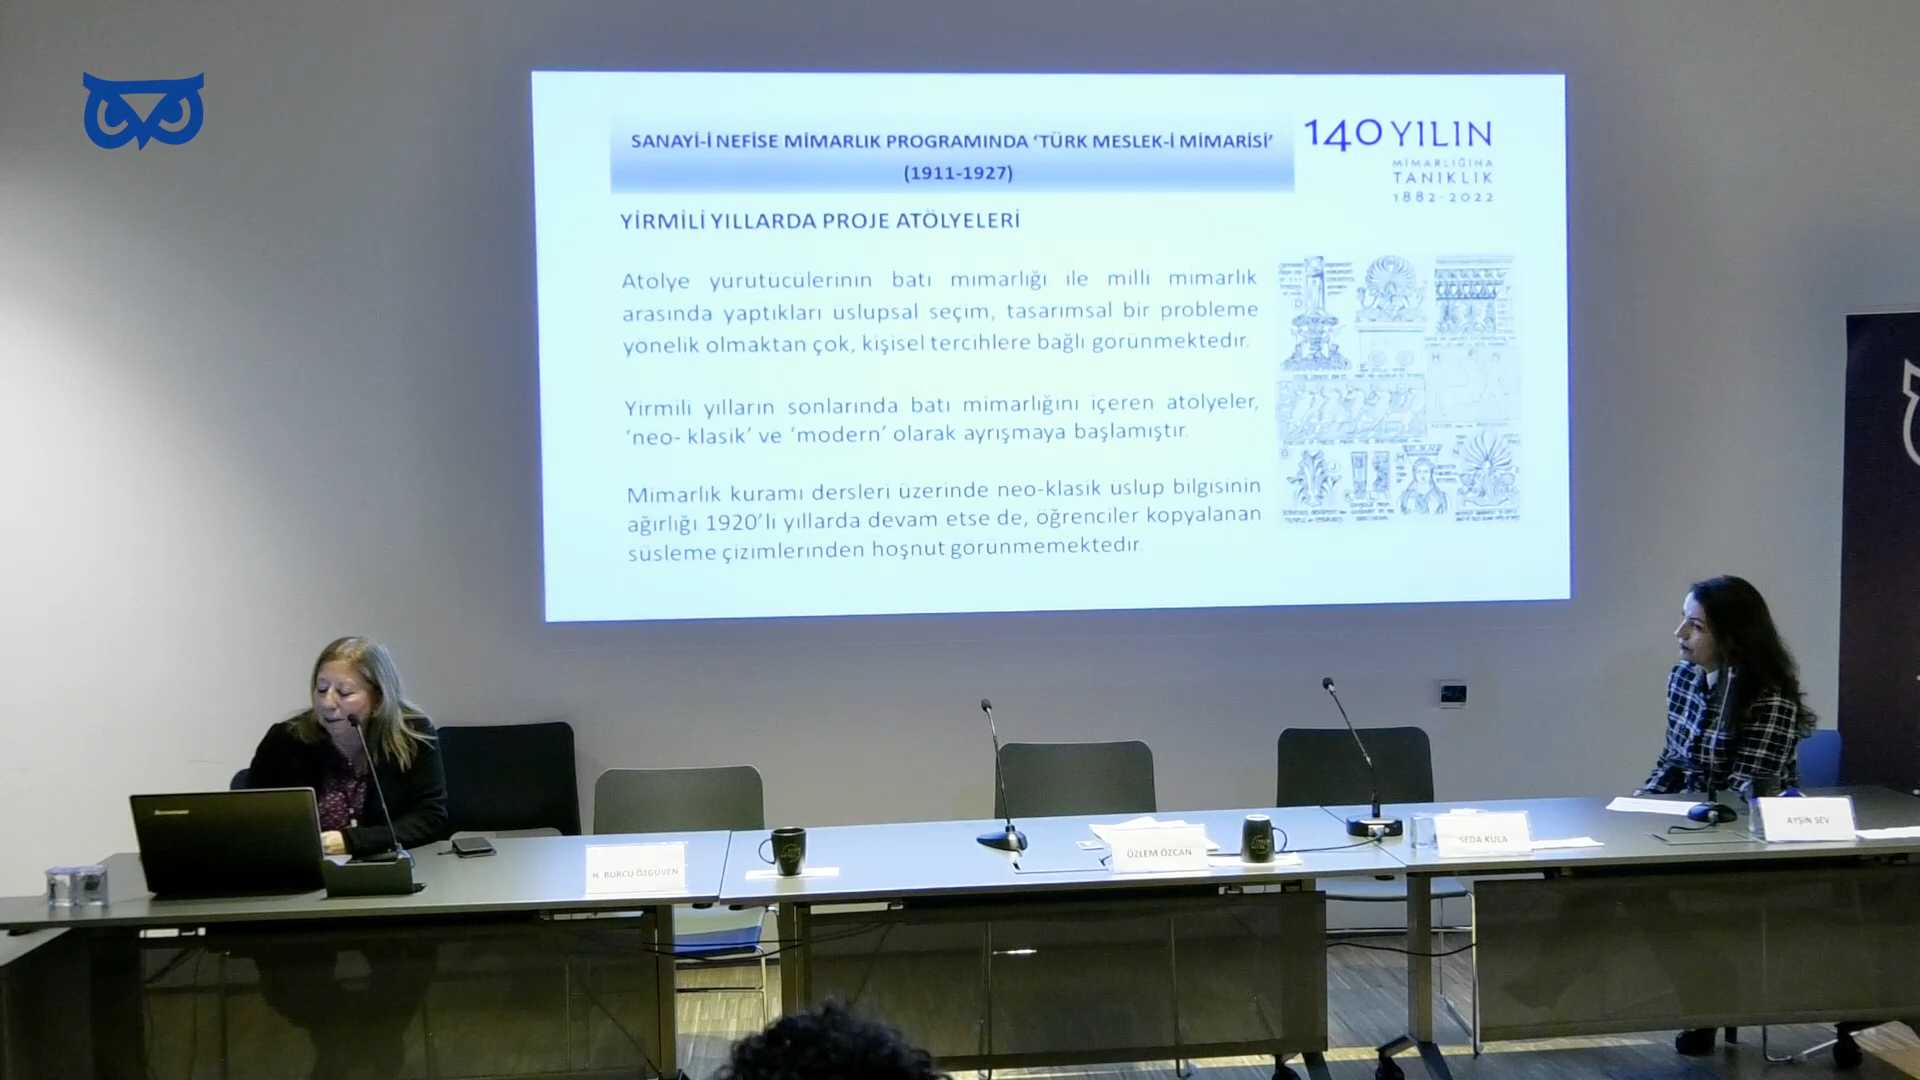 SANAYİ-İ NEFİSE MİMARLIK PROGRAMINDA ‘TÜRK MESLEK-İ MİMARİSİ’
(1911-1927)
140 YILIN
MİMARLIĞINA
TANIKLIK
1882-2022
YİRMİLİ YILLARDA PROJE ATÖLYELERİ
Atölye yürütücülerinin batı mimarlığı ile milli mimarlık
arasında yaptıkları üslupsal seçim, tasarımsal bir probleme
yönelik olmaktan çok, kişisel tercihlere bağlı görünmektedir.
Yirmili yılların sonlarında batı mimarlığını içeren atölyeler,
‘neo- klasik’ ve ‘modern’ olarak ayrışmaya başlamıştır.
Mimarlık kuramı dersleri üzerinde neo-klasik üslup bilgisinin
ağırlığı 1920’li yıllarda devam etse de, öğrenciler kopyalanan
süsleme çizimlerinden hoşnut görünmemektedir.
H. BURCU ÖZGÜVEN
ÖZLEM ÖZCAN
SEDA KULA
AYŞİN SEV